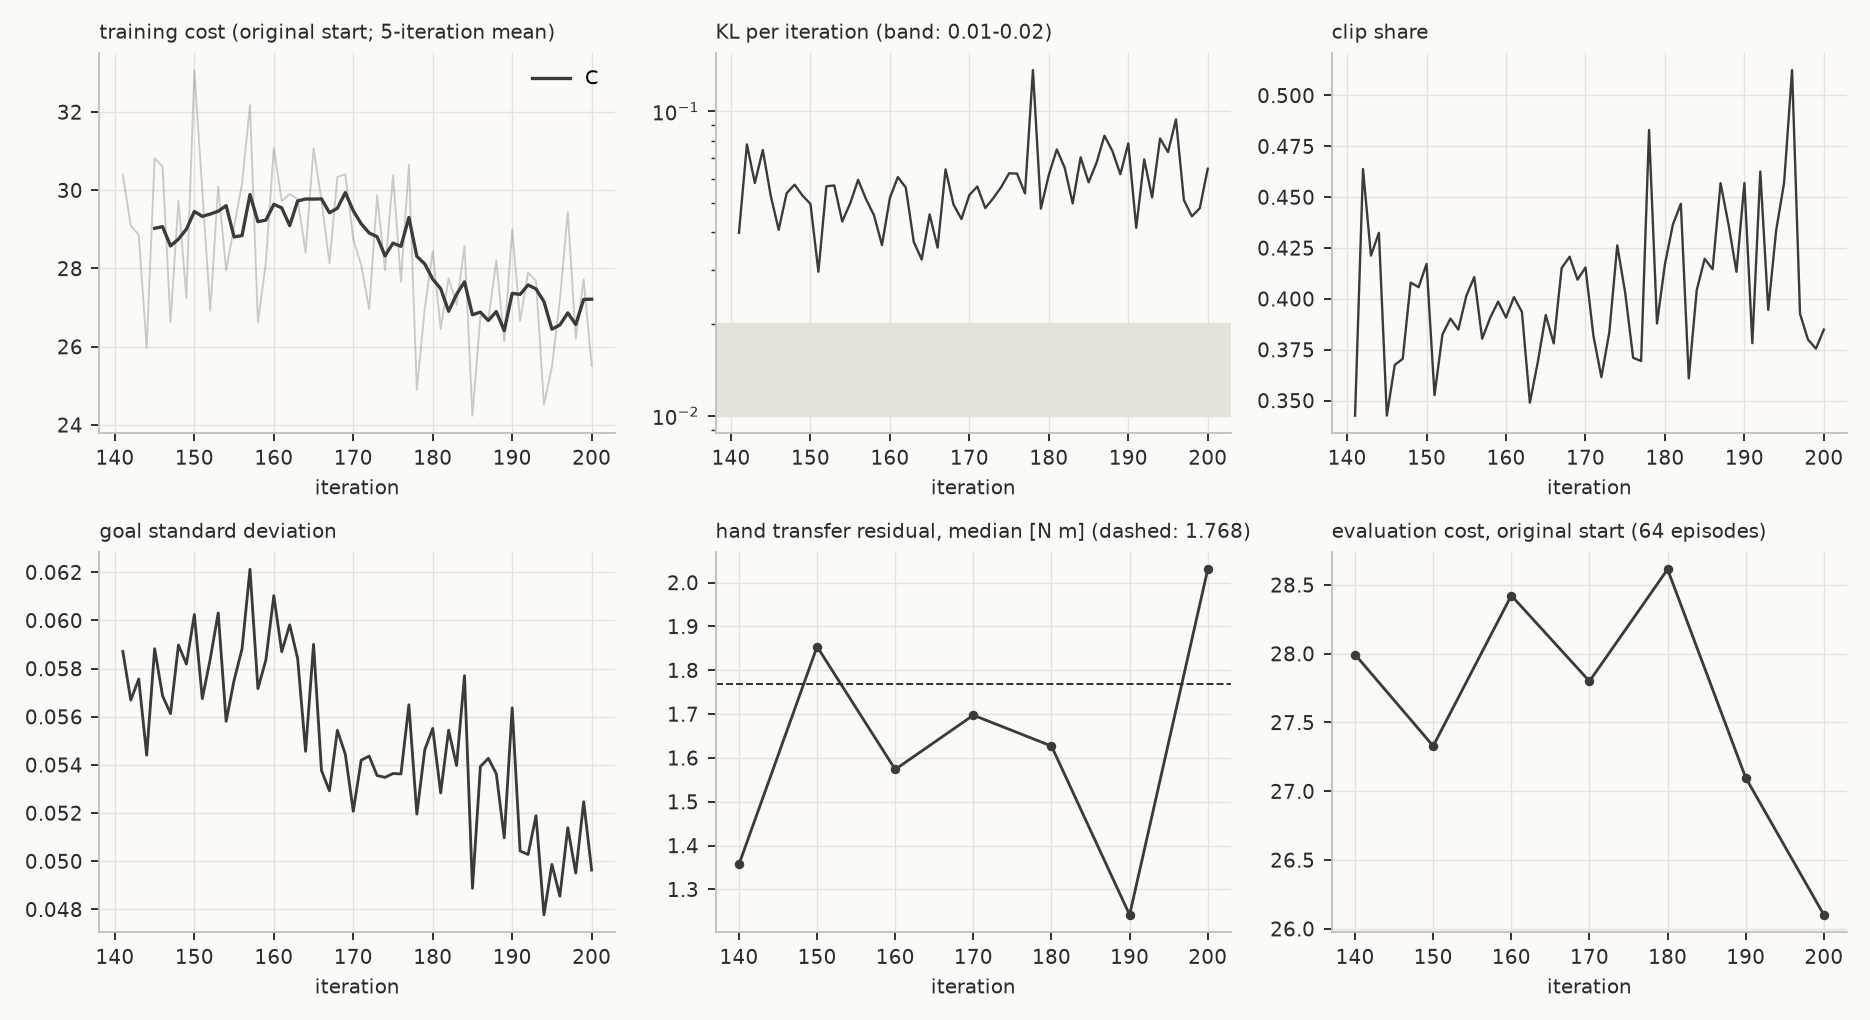 training cost (original start; 5-iteration mean)
C
32
30
28
26
24
140 150 160 170 180 190 200
iteration
KL per iteration (band: 0.01-0.02)
10⁻¹
10⁻²
140 150 160 170 180 190 200
iteration
clip share
0.500
0.475
0.450
0.425
0.400
0.375
0.350
140 150 160 170 180 190 200
iteration
goal standard deviation
0.062
0.060
0.058
0.056
0.054
0.052
0.050
0.048
140 150 160 170 180 190 200
iteration
hand transfer residual, median [N m] (dashed: 1.768)
2.0
1.9
1.8
1.7
1.6
1.5
1.4
1.3
140 150 160 170 180 190 200
iteration
evaluation cost, original start (64 episodes)
28.5
28.0
27.5
27.0
26.5
26.0
140 150 160 170 180 190 200
iteration